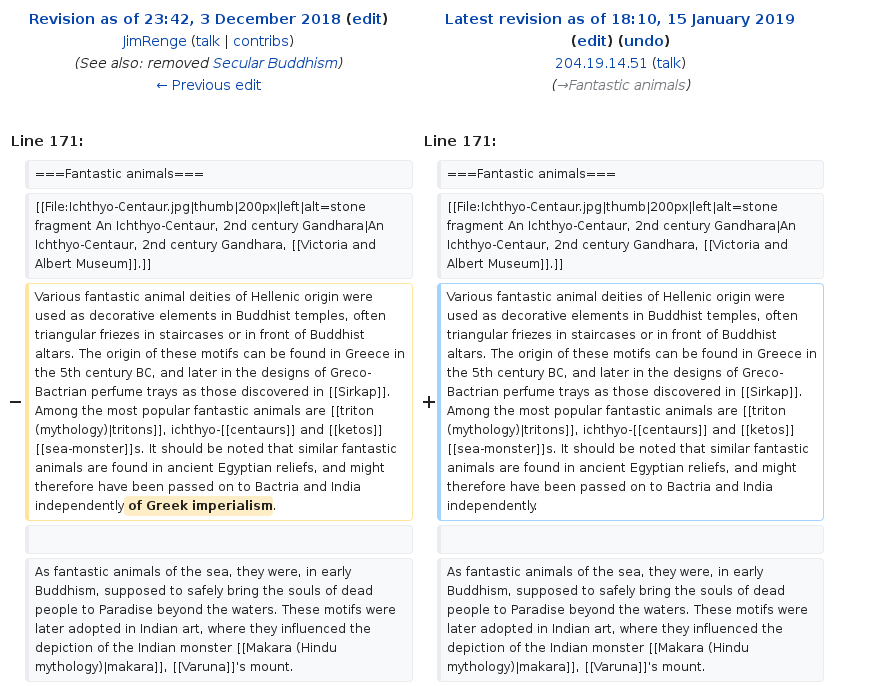 Revision as of 23:42, 3 December 2018 (edit)
JimRenge (talk | contribs)
(See also: removed Secular Buddhism)
← Previous edit
Latest revision as of 18:10, 15 January 2019
(edit) (undo)
204.19.14.51 (talk)
(→Fantastic animals)
Line 171:
Line 171:
===Fantastic animals===
===Fantastic animals===
[[File:Ichthyo-Centaur.jpg|thumb|200px|left|alt=stone
fragment An Ichthyo-Centaur, 2nd century Gandhara|An
Ichthyo-Centaur, 2nd century Gandhara, [[Victoria and
Albert Museum]].]]
[[File:Ichthyo-Centaur.jpg|thumb|200px|left|alt=stone
fragment An Ichthyo-Centaur, 2nd century Gandhara|An
Ichthyo-Centaur, 2nd century Gandhara, [[Victoria and
Albert Museum]].]]
−
Various fantastic animal deities of Hellenic origin were
used as decorative elements in Buddhist temples, often
triangular friezes in staircases or in front of Buddhist
altars. The origin of these motifs can be found in Greece in
the 5th century BC, and later in the designs of Greco-
Bactrian perfume trays as those discovered in [[Sirkap]].
Among the most popular fantastic animals are [[triton
(mythology)|tritons]], ichthyo-[[centaurs]] and [[ketos]]
[[sea-monster]]s. It should be noted that similar fantastic
animals are found in ancient Egyptian reliefs, and might
therefore have been passed on to Bactria and India
independently of Greek imperialism.
+
Various fantastic animal deities of Hellenic origin were
used as decorative elements in Buddhist temples, often
triangular friezes in staircases or in front of Buddhist
altars. The origin of these motifs can be found in Greece in
the 5th century BC, and later in the designs of Greco-
Bactrian perfume trays as those discovered in [[Sirkap]].
Among the most popular fantastic animals are [[triton
(mythology)|tritons]], ichthyo-[[centaurs]] and [[ketos]]
[[sea-monster]]s. It should be noted that similar fantastic
animals are found in ancient Egyptian reliefs, and might
therefore have been passed on to Bactria and India
independently.
As fantastic animals of the sea, they were, in early
Buddhism, supposed to safely bring the souls of dead
people to Paradise beyond the waters. These motifs were
later adopted in Indian art, where they influenced the
depiction of the Indian monster [[Makara (Hindu
mythology)|makara]], [[Varuna]]'s mount.
As fantastic animals of the sea, they were, in early
Buddhism, supposed to safely bring the souls of dead
people to Paradise beyond the waters. These motifs were
later adopted in Indian art, where they influenced the
depiction of the Indian monster [[Makara (Hindu
mythology)|makara]], [[Varuna]]'s mount.